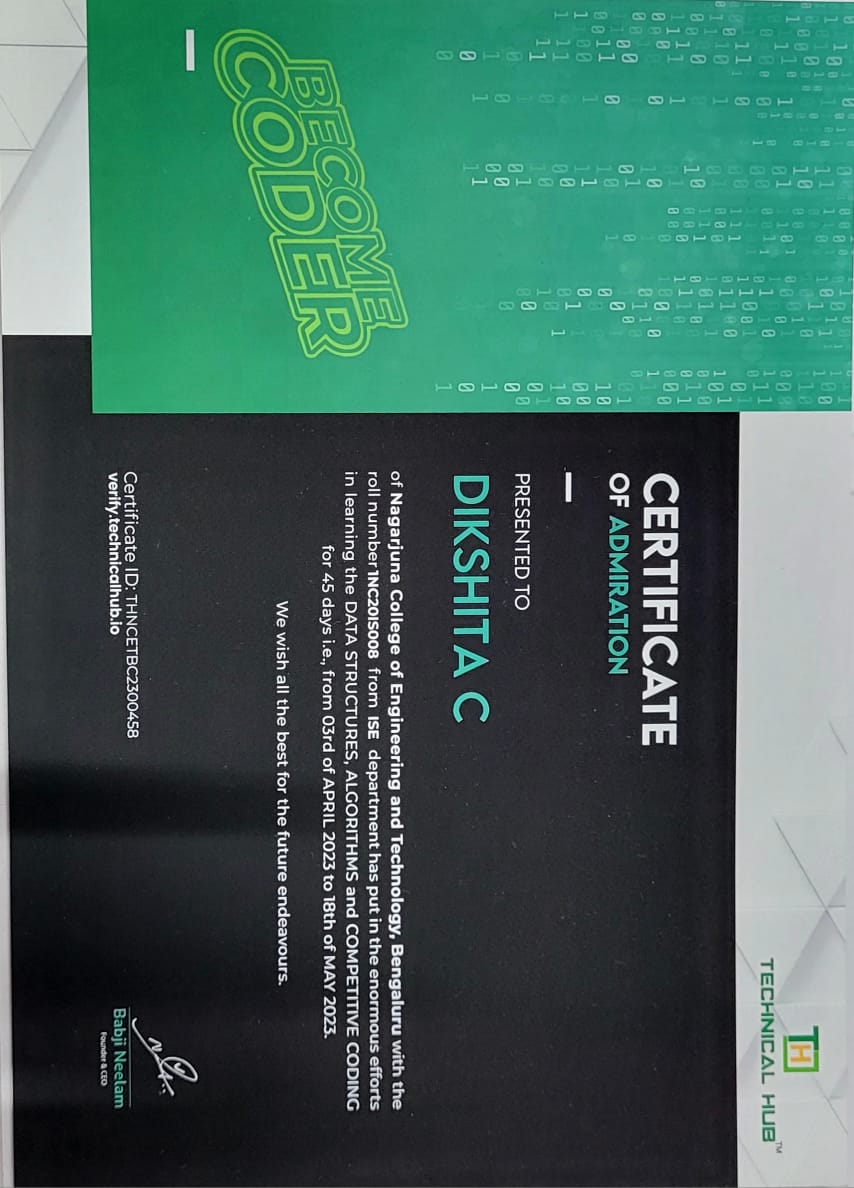 TH
TECHNICAL HUB™
CERTIFICATE
OF ADMIRATION
PRESENTED TO
DIKSHITA C
of Nagarjuna College of Engineering and Technology, Bengaluru with the
roll number 1NC20IS008 from ISE department has put in the enormous efforts
in learning the DATA STRUCTURES, ALGORITHMS and COMPETITIVE CODING
for 45 days i.e., from 03rd of APRIL 2023 to 18th of MAY 2023.
We wish all the best for the future endeavours.
BECOME
CODER
Certificate ID: THNCETBC2300458
verify.technicalhub.io
Babji Neelam
Founder & CEO